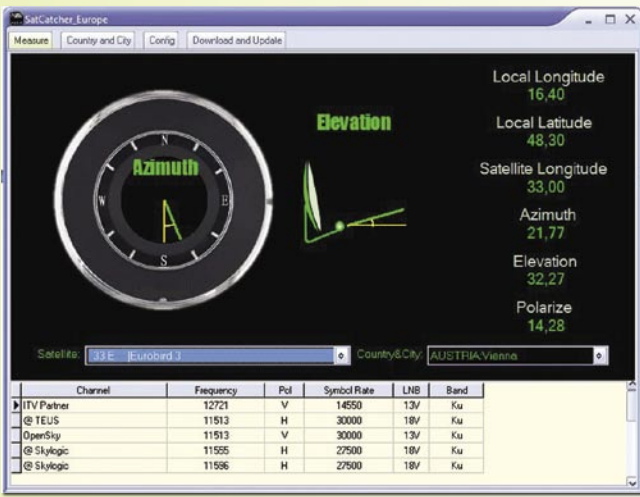 SatCatcher_Europe
Measure Country and City Config Download and Update
N
E
S
W
Azimuth
Elevation
Local Longitude
16,40
Local Latitude
48,30
Satellite Longitude
33,00
Azimuth
21,77
Elevation
32,27
Polarize
14,28
Satellite: 33 E |Eurobird 3 Country&City: AUSTRIA:Vienna
Channel Frequency Pol Symbol Rate LNB Band
ITV Partner 12721 V 14550 13V Ku
@ TEUS 11513 H 30000 18V Ku
OpenSky 11513 V 30000 13V Ku
@ Skylogic 11555 H 27500 18V Ku
@ Skylogic 11596 H 27500 18V Ku